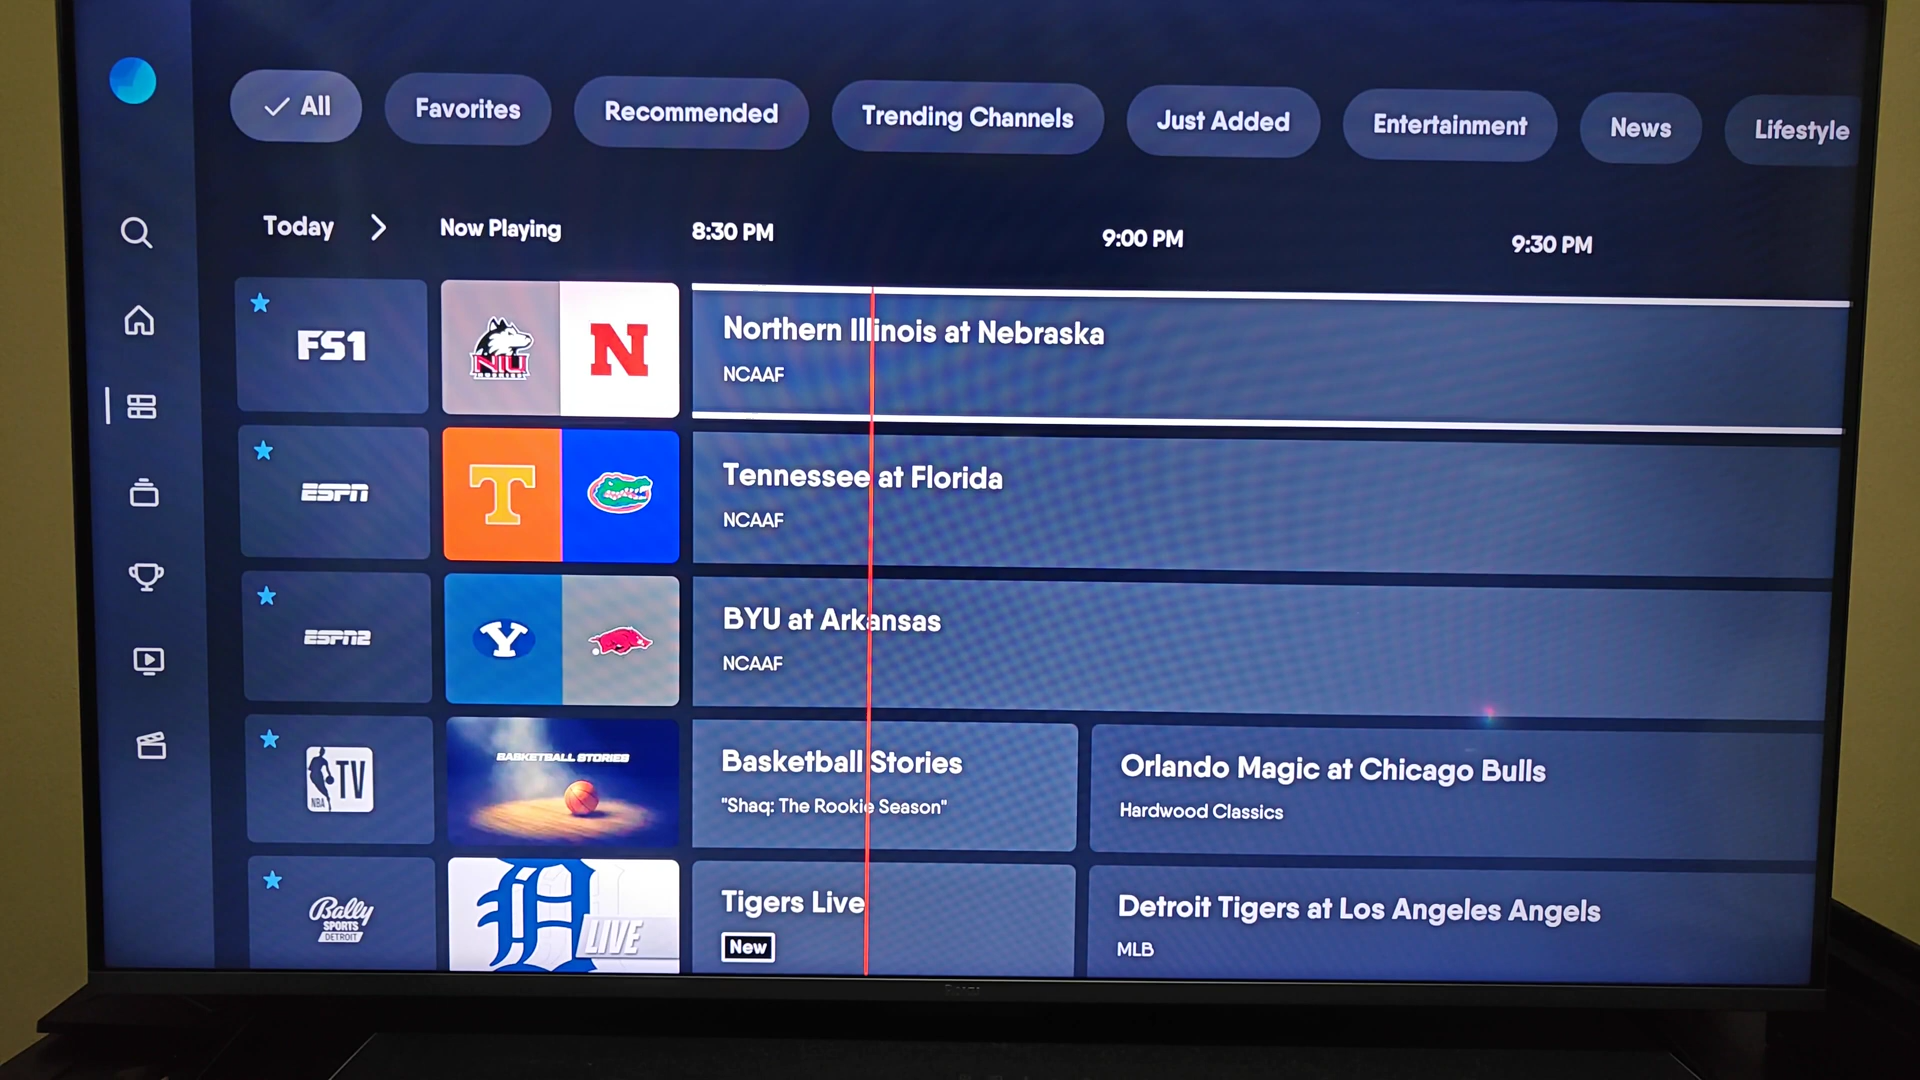 All Favorites Recommended Trending Channels Just Added Entertainment News Lifestyle
Today Now Playing 8:30 PM 9:00 PM 9:30 PM
FS1
NIU
HUSKIES
N
Northern Illinois at Nebraska
NCAAF
ESPN
T
Tennessee at Florida
NCAAF
ESPN2
Y
BYU at Arkansas
NCAAF
NBA TV
BASKETBALL STORIES
Basketball Stories
"Shaq: The Rookie Season"
Orlando Magic at Chicago Bulls
Hardwood Classics
Bally
SPORTS
DETROIT
D
LIVE
Tigers Live
New
Detroit Tigers at Los Angeles Angels
MLB